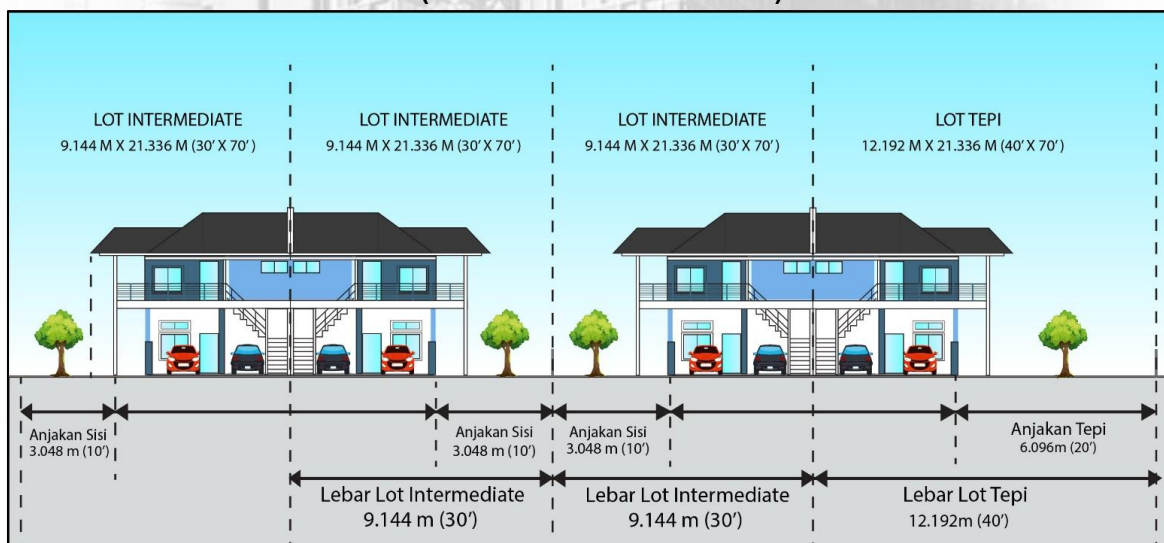 LOT INTERMEDIATE
9.144 M X 21.336 M (30' X 70')
LOT INTERMEDIATE
9.144 M X 21.336 M (30' X 70')
LOT INTERMEDIATE
9.144 M X 21.336 M (30' X 70')
LOT TEPI
12.192 M X 21.336 M (40' X 70')
Anjakan Sisi
3.048 m (10')
Anjakan Sisi
3.048 m (10')
Anjakan Sisi
3.048 m (10')
Anjakan Tepi
6.096m (20')
Lebar Lot Intermediate
9.144 m (30')
Lebar Lot Intermediate
9.144 m (30')
Lebar Lot Tepi
12.192m (40')